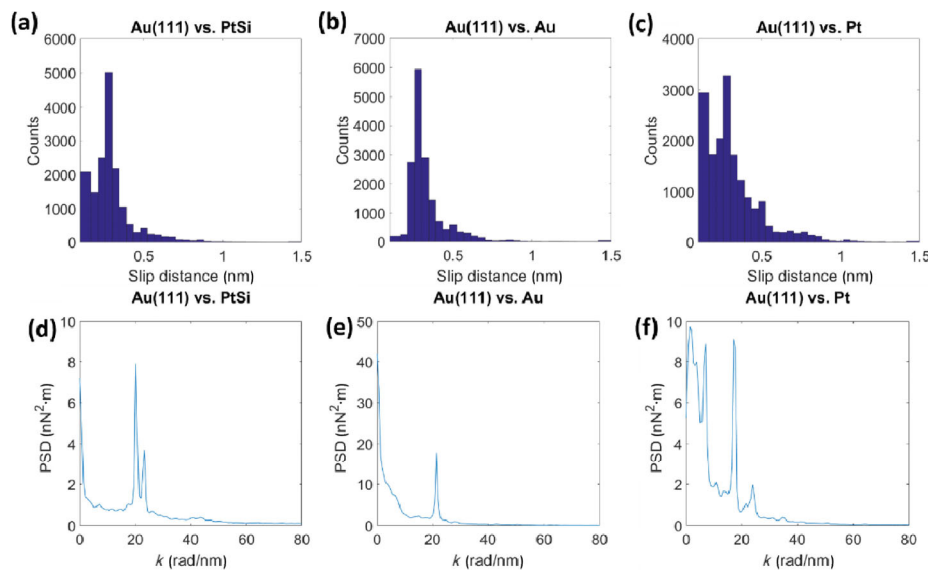 (a)
Au(111) vs. PtSi
6000
5000
4000
3000
2000
1000
0
Counts
0.5
1
1.5
Slip distance (nm)
(b)
Au(111) vs. Au
7000
6000
5000
4000
3000
2000
1000
0
Counts
0.5
1
1.5
Slip distance (nm)
(c)
Au(111) vs. Pt
4000
3000
2000
1000
0
Counts
0.5
1
1.5
Slip distance (nm)
(d)
Au(111) vs. PtSi
10
8
6
4
2
0
PSD (nN²·m)
0
20
40
60
80
k (rad/nm)
(e)
Au(111) vs. Au
50
40
30
20
10
0
PSD (nN²·m)
0
20
40
60
80
k (rad/nm)
(f)
Au(111) vs. Pt
10
8
6
4
2
0
PSD (nN²·m)
0
20
40
60
80
k (rad/nm)